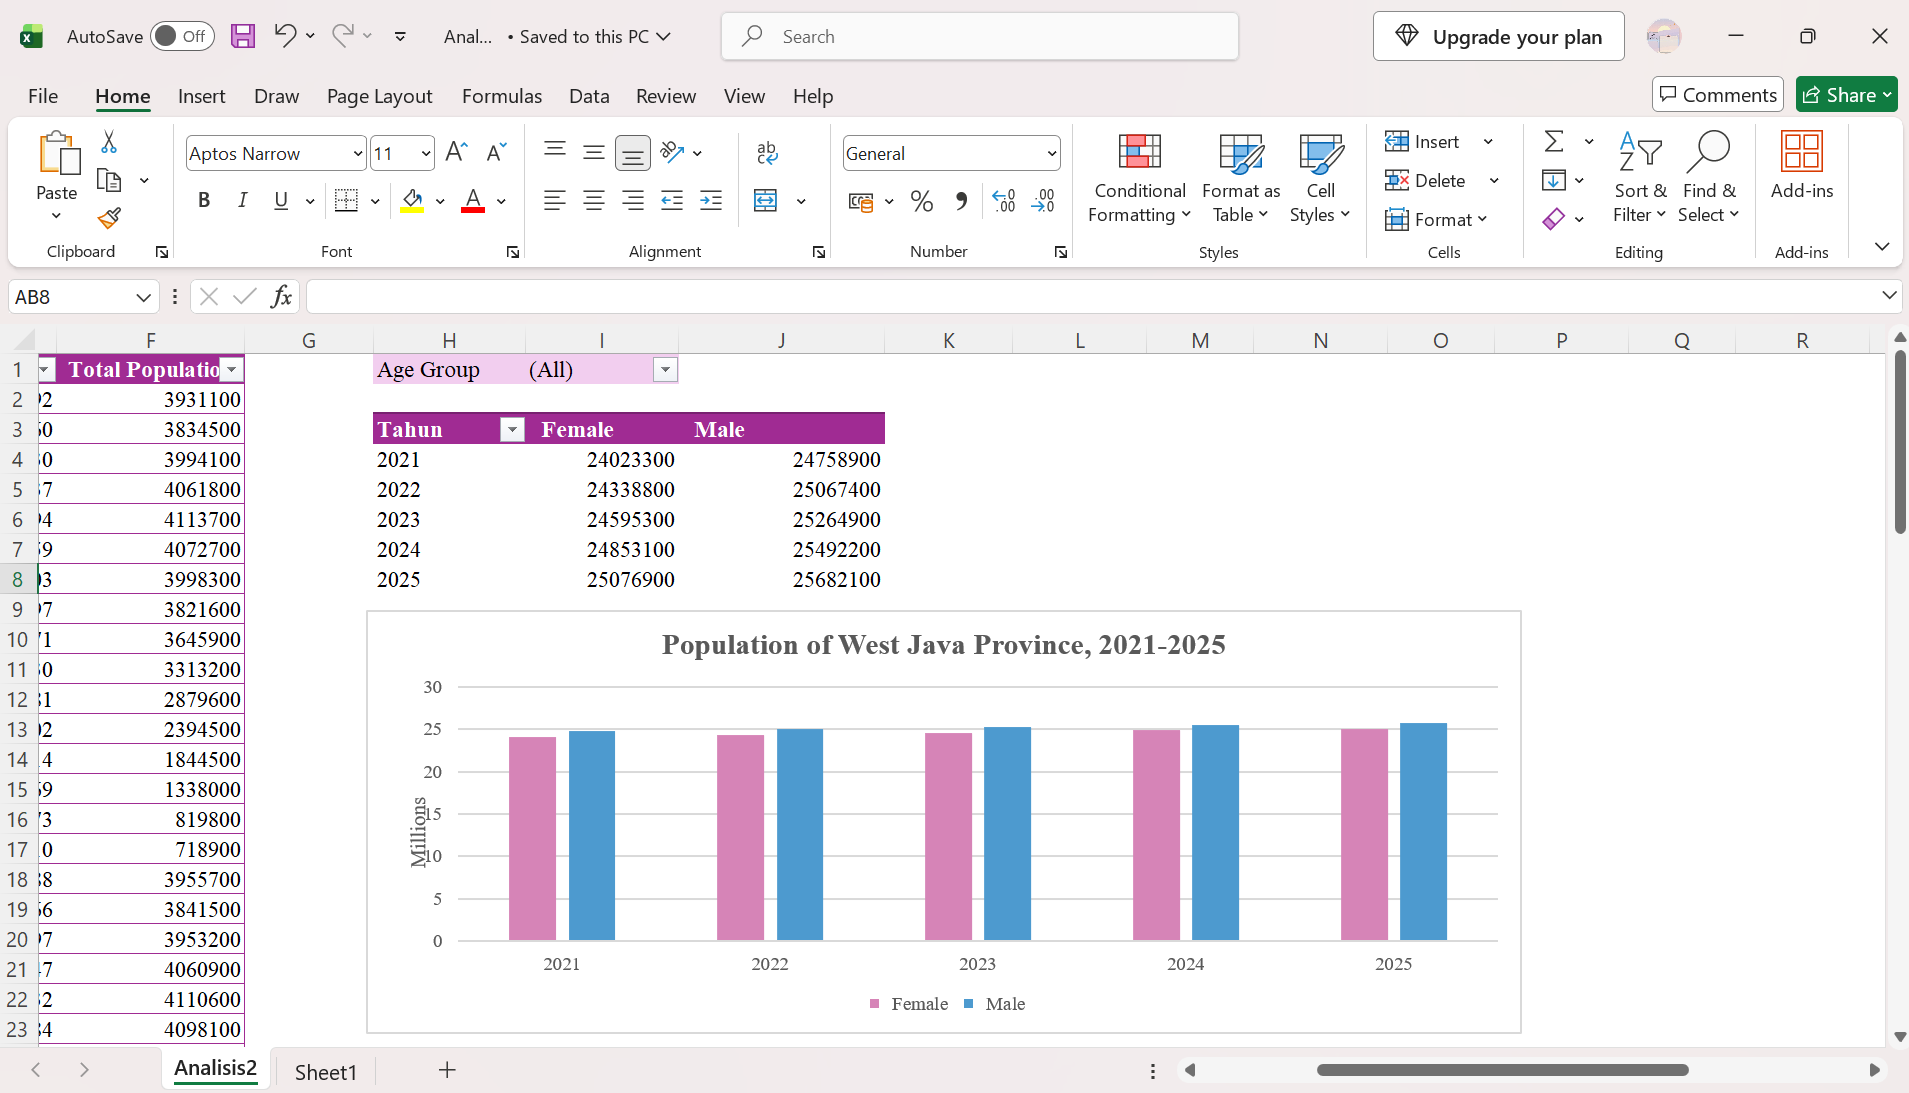 AutoSave Off Anal... • Saved to this PC Search Upgrade your plan
File Home Insert Draw Page Layout Formulas Data Review View Help Comments Share
Paste
Clipboard
Aptos Narrow 11
B I U A
Font
ab
Alignment
General
% .00
Number
Conditional Formatting
Format as Table
Cell Styles
Styles
Insert
Delete
Format
Cells
Sort & Filter
Find & Select
Editing
Add-ins
Add-ins
AB8 fx
F G H I J K L M N O P Q R
1 Total Populatio Age Group (All)
2 3931100
3 3834500 Tahun Female Male
4 3994100 2021 24023300 24758900
5 4061800 2022 24338800 25067400
6 4113700 2023 24595300 25264900
7 4072700 2024 24853100 25492200
8 3998300 2025 25076900 25682100
9 3821600
10 3645900
11 3313200
12 2879600
13 2394500
14 1844500
15 1338000
16 819800
17 718900
18 3955700
19 3841500
20 3953200
21 4060900
22 4110600
23 4098100
Population of West Java Province, 2021-2025
30
25
20
15
10
5
0
Millions
2021 2022 2023 2024 2025
Female Male
Analisis2 Sheet1